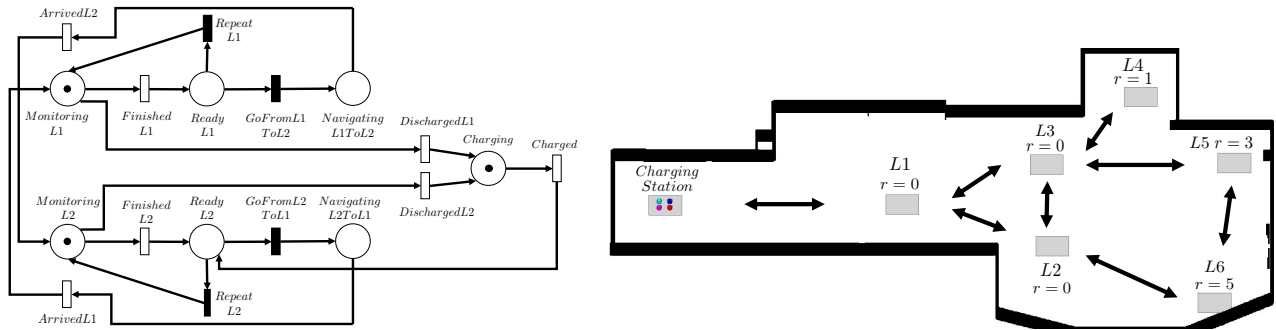 ArrivedL2
Repeat
L1
Monitoring
L1
Finished
L1
Ready
L1
GoFromL1
ToL2
Navigating
L1ToL2
DischargedL1
Charging
Charged
DischargedL2
Monitoring
L2
Finished
L2
Ready
L2
GoFromL2
ToL1
Navigating
L2ToL1
Repeat
L2
ArrivedL1
Charging
Station
L1
r = 0
L3
r = 0
L4
r = 1
L5 r = 3
L2
r = 0
L6
r = 5